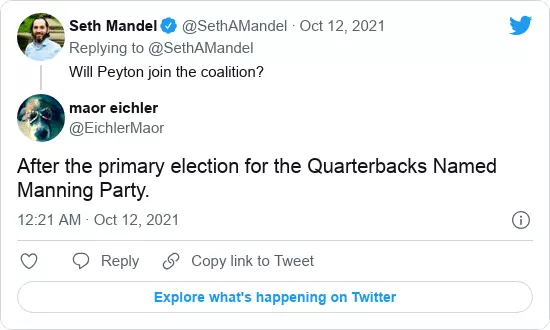 Seth Mandel @SethAMandel · Oct 12, 2021
Replying to @SethAMandel
Will Peyton join the coalition?
maor eichler
@EichlerMaor
After the primary election for the Quarterbacks Named
Manning Party.
12:21 AM · Oct 12, 2021
Reply
Copy link to Tweet
Explore what's happening on Twitter